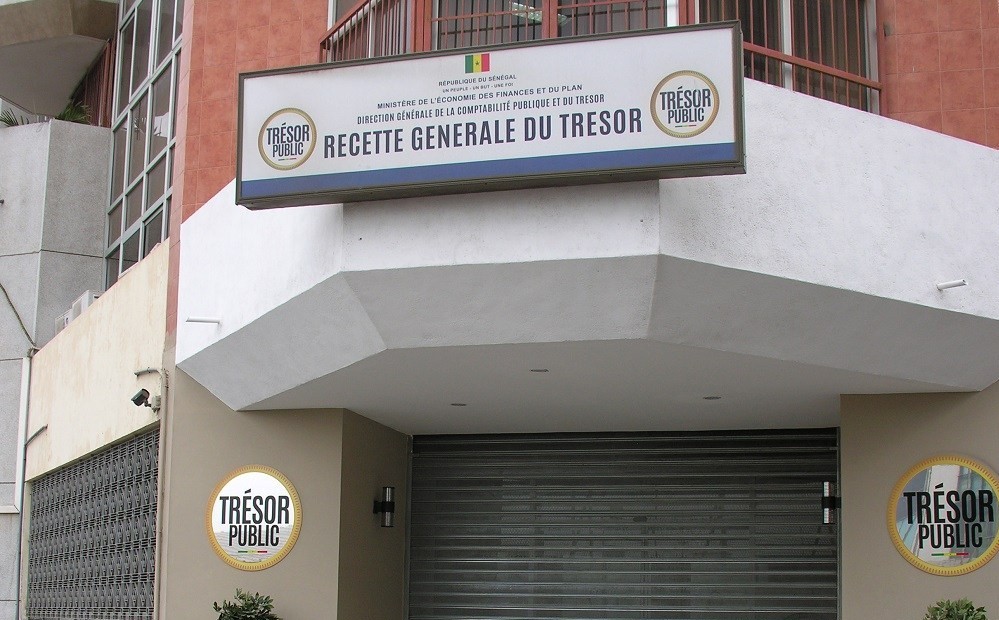 RÉPUBLIQUE DU SÉNÉGAL
UN PEUPLE - UN BUT - UNE FOI
MINISTÈRE DE L'ÉCONOMIE DES FINANCES ET DU PLAN
DIRECTION GÉNÉRALE DE LA COMPTABILITÉ PUBLIQUE ET DU TRESOR
RECETTE GENERALE DU TRESOR
TRÉSOR
PUBLIC
TRÉSOR
PUBLIC
TRÉSOR
PUBLIC
TRÉSOR
PUBLIC